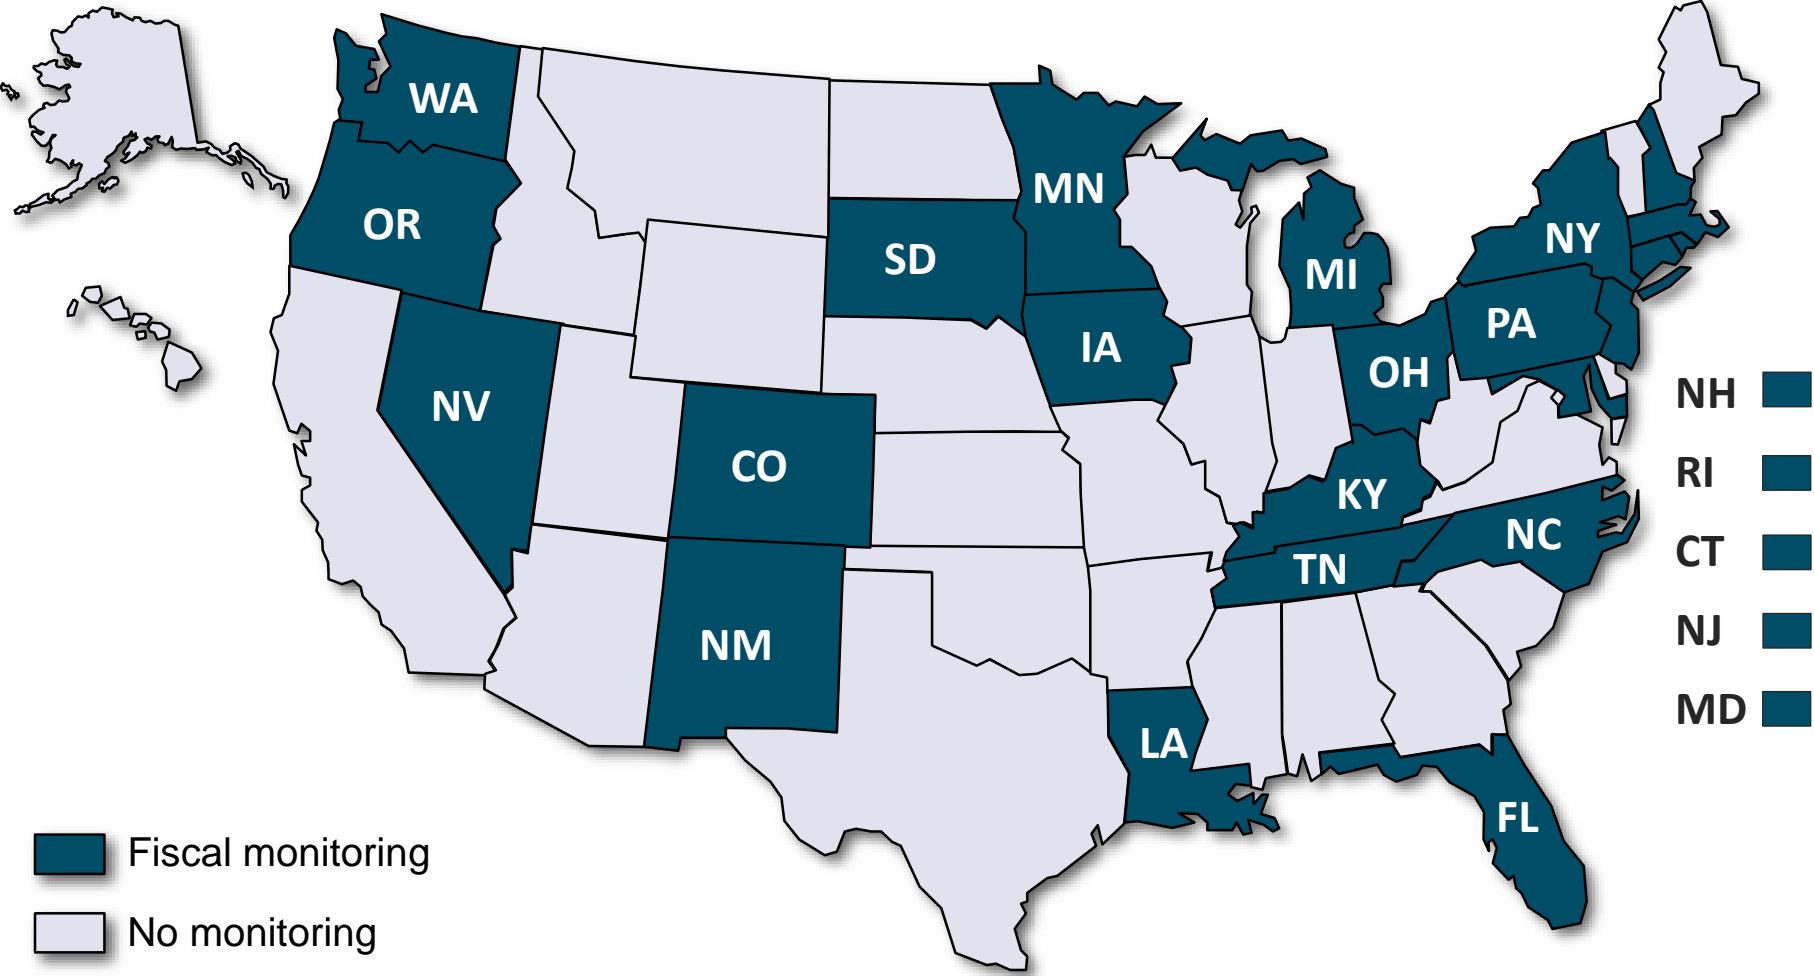 WA
MN
OR
NY
SD
MI
PA
IA
OH
NH
NV
CO
RI
KY
NC
CT
TN
NJ
NM
MD
LA
FL
Fiscal monitoring
No monitoring